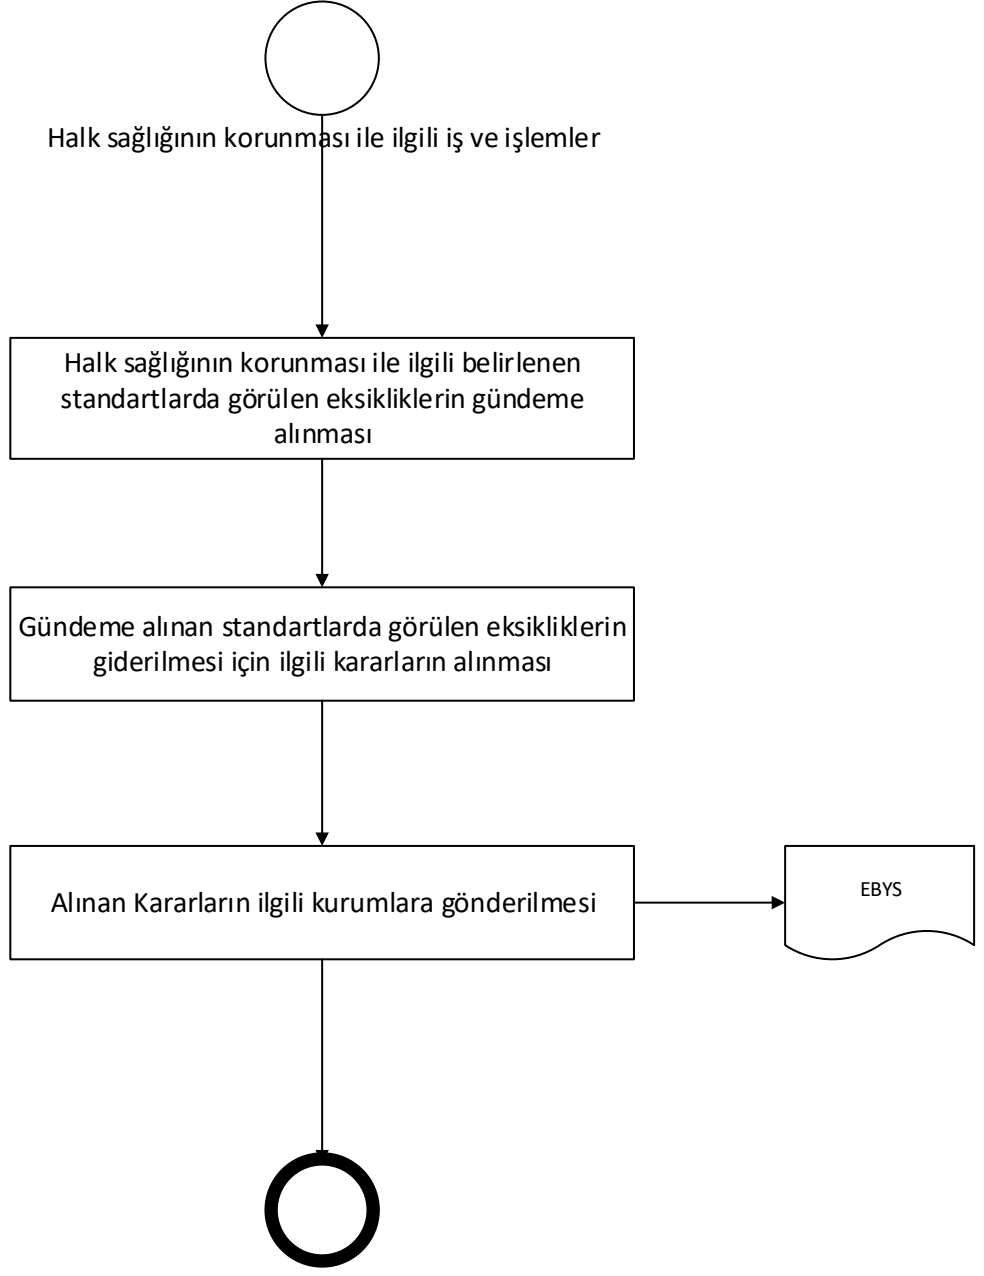 Halk sağlığının korunması ile ilgili iş ve işlemler
Halk sağlığının korunması ile ilgili belirlenen
standartlarda görülen eksikliklerin gündeme
alınması
Gündeme alınan standartlarda görülen eksikliklerin
giderilmesi için ilgili kararların alınması
Alınan Kararların ilgili kurumlara gönderilmesi
EBYS